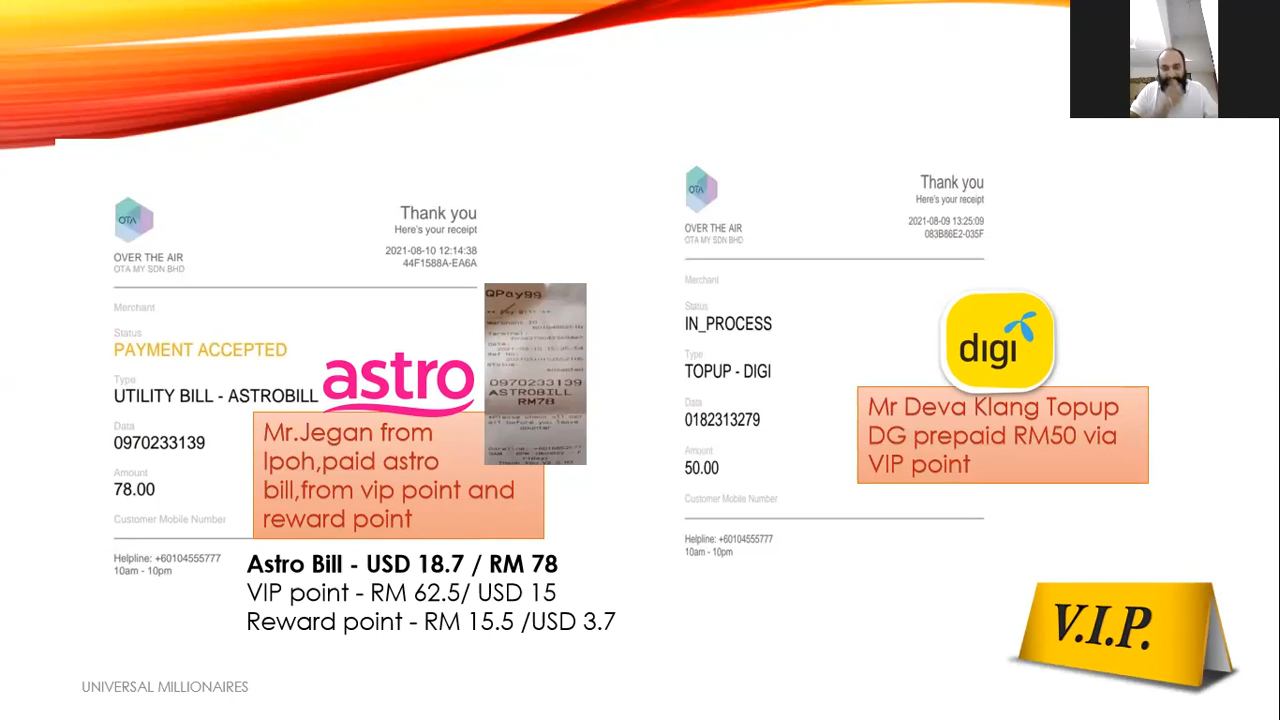 OTA
Thank you
Here's your receipt
2021-08-10 12:14:38
44F1588A-EA6A
OVER THE AIR
OTA MY SDN BHD
Merchant
Status
PAYMENT ACCEPTED
Type
UTILITY BILL - ASTROBILL
Data
0970233139
Amount
78.00
Customer Mobile Number
Helpline: +60104555777
10am - 10pm
astro
QPay99
0970233139
ASTROBILL
RM78
Mr.Jegan from
Ipoh,paid astro
bill,from vip point and
reward point
Astro Bill - USD 18.7 / RM 78
VIP point - RM 62.5/ USD 15
Reward point - RM 15.5 /USD 3.7
OTA
Thank you
Here's your receipt
2021-08-09 13:25:09
083B86E2-035F
OVER THE AIR
OTA MY SDN BHD
Merchant
Status
IN_PROCESS
Type
TOPUP - DIGI
Data
0182313279
Amount
50.00
Customer Mobile Number
Helpline: +60104555777
10am - 10pm
digi
Mr Deva Klang Topup
DG prepaid RM50 via
VIP point
V.I.P.
UNIVERSAL MILLIONAIRES